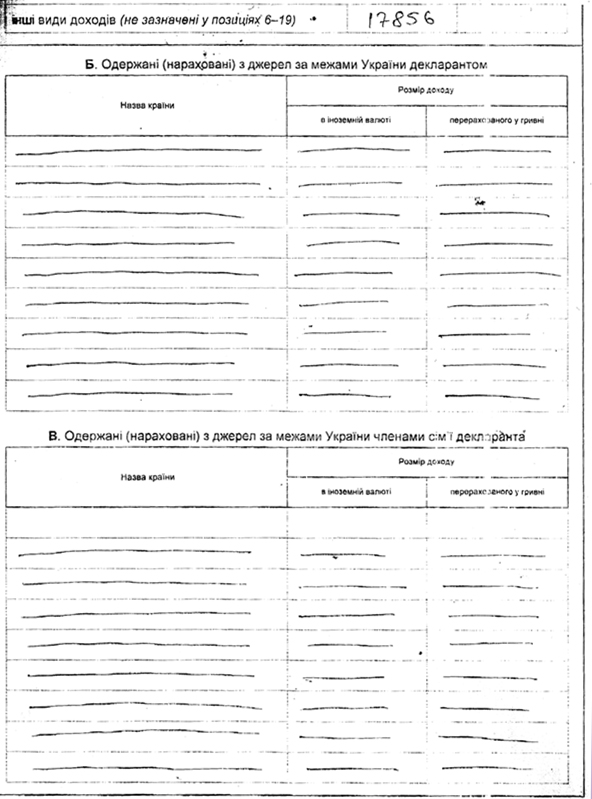 інші види доходів (не зазначені у позиціях 6–19) 17856
Б. Одержані (нараховані) з джерел за межами України декларантом
Назва країни
Розмір доходу
в іноземній валюті
перерахованого у гривні
В. Одержані (нараховані) з джерел за межами України членами сім'ї декларанта
Назва країни
Розмір доходу
в іноземній валюті
перерахованого у гривні